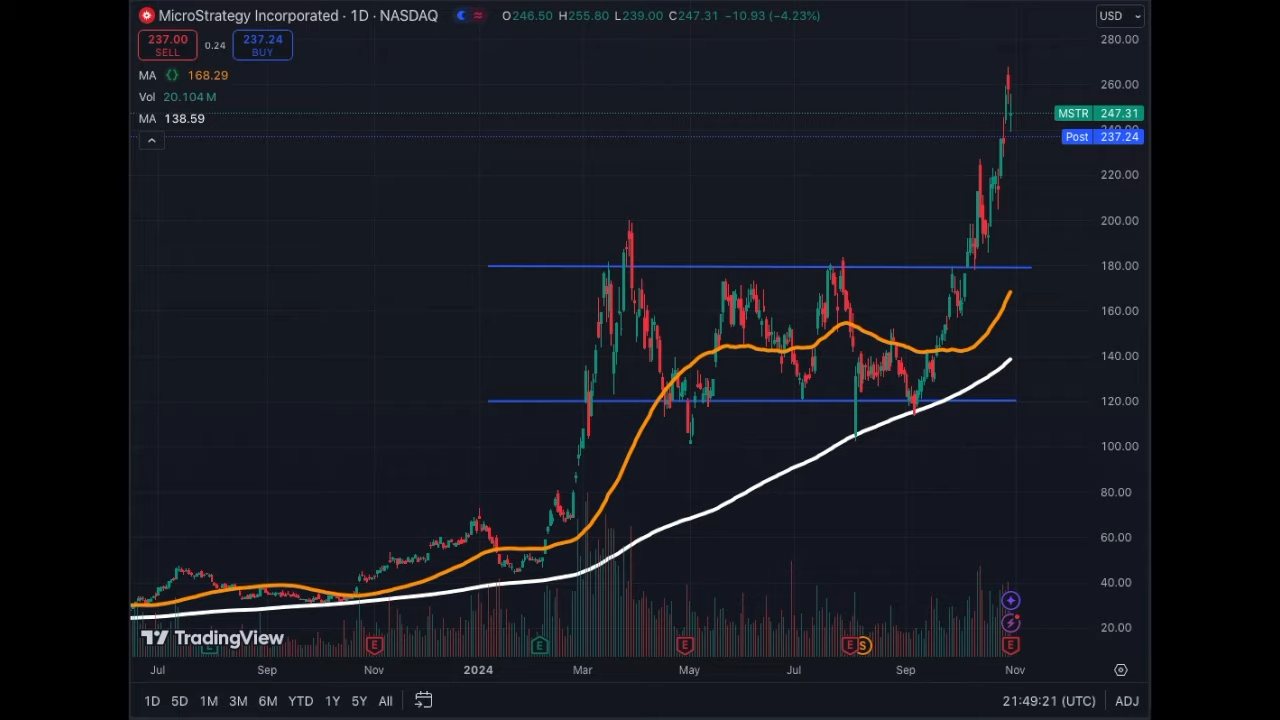 MicroStrategy Incorporated · 1D · NASDAQ O246.50 H255.80 L239.00 C247.31 −10.93 (−4.23%) USD
237.00 SELL 0.24 237.24 BUY
MA 168.29
Vol 20.104M
MA 138.59
280.00
260.00
MSTR 247.31
Post 237.24
220.00
200.00
180.00
160.00
140.00
120.00
100.00
80.00
60.00
40.00
20.00
TradingView
E E E E S E
Jul Sep Nov 2024 Mar May Jul Sep Nov
1D 5D 1M 3M 6M YTD 1Y 5Y All 21:49:21 (UTC) ADJ